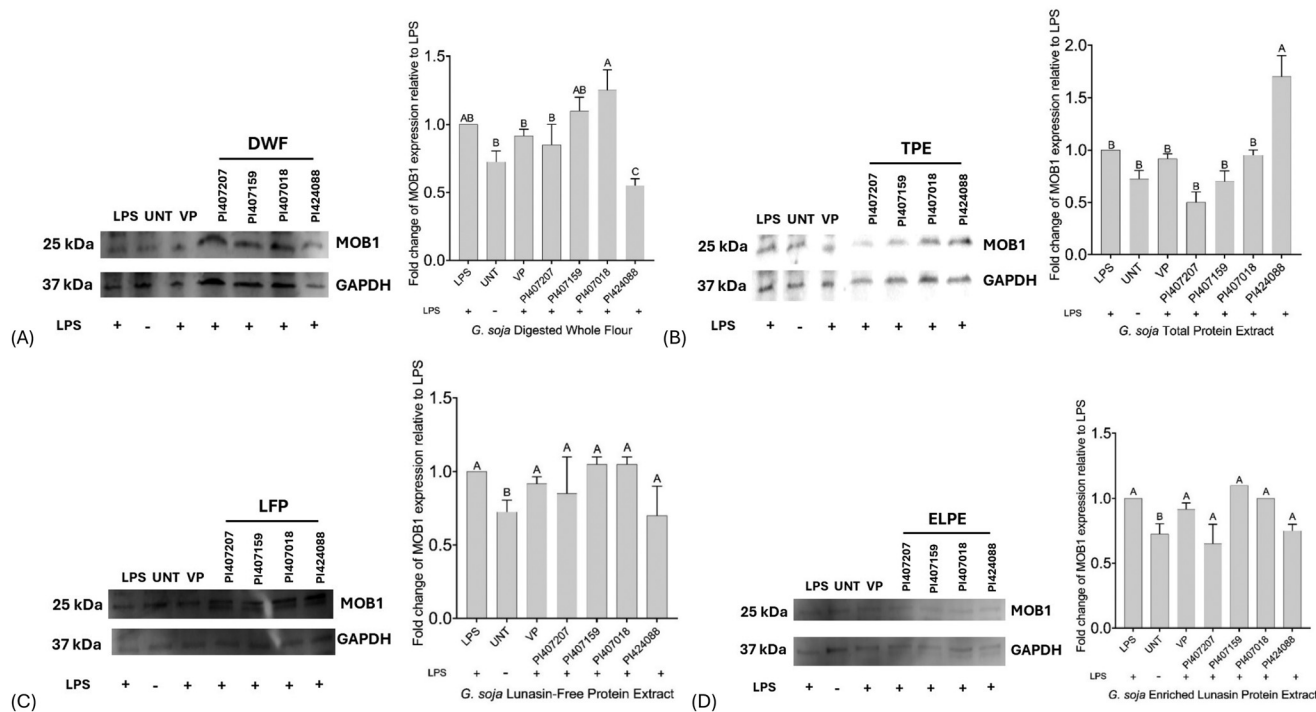 DWF
LPS UNT VP PI407207 PI407159 PI407018 PI424088
25 kDa MOB1
37 kDa GAPDH
LPS + - + + + + +
(A)
Fold change of MOB1 expression relative to LPS
1.5
1.0
0.5
0.0
AB B B B AB A C
LPS UNT VP PI407207 PI407159 PI407018 PI424088
LPS + - + + + + +
G. soja Digested Whole Flour
TPE
LPS UNT VP PI407207 PI407159 PI407018 PI424088
25 kDa MOB1
37 kDa GAPDH
LPS + - + + + + +
(B)
Fold change of MOB1 expression relative to LPS
2.0
1.5
1.0
0.5
0.0
B B B B B B A
LPS UNT VP PI407207 PI407159 PI407018 PI424088
LPS + - + + + + +
G. soja Total Protein Extract
LFP
LPS UNT VP PI407207 PI407159 PI407018 PI424088
25 kDa MOB1
37 kDa GAPDH
LPS + - + + + + +
(C)
Fold change of MOB1 expression relative to LPS
1.5
1.0
0.5
0.0
A B A A A A A
LPS UNT VP PI407207 PI407159 PI407018 PI424088
LPS + - + + + + +
G. soja Lunasin-Free Protein Extract
ELPE
LPS UNT VP PI407207 PI407159 PI407018 PI424088
25 kDa MOB1
37 kDa GAPDH
LPS + - + + + + +
(D)
Fold change of MOB1 expression relative to LPS
1.5
1.0
0.5
0.0
A B A A A A A
LPS UNT VP PI407207 PI407159 PI407018 PI424088
LPS + - + + + + +
G. soja Enriched Lunasin Protein Extract